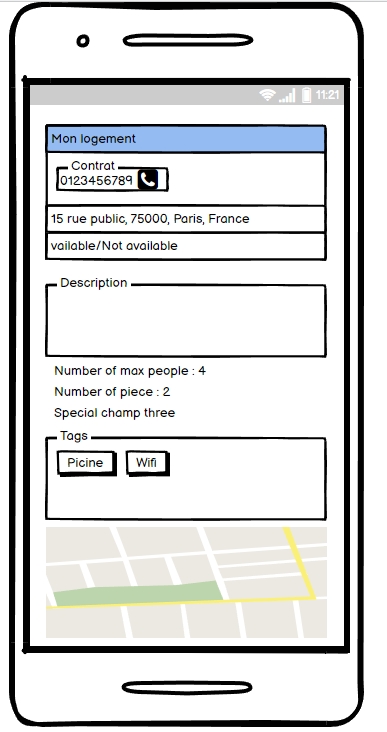 11:21
Mon logement
Contrat
0123456789
15 rue public, 75000, Paris, France
vailable/Not available
Description
Number of max people : 4
Number of piece : 2
Special champ three
Tags
Picine Wifi